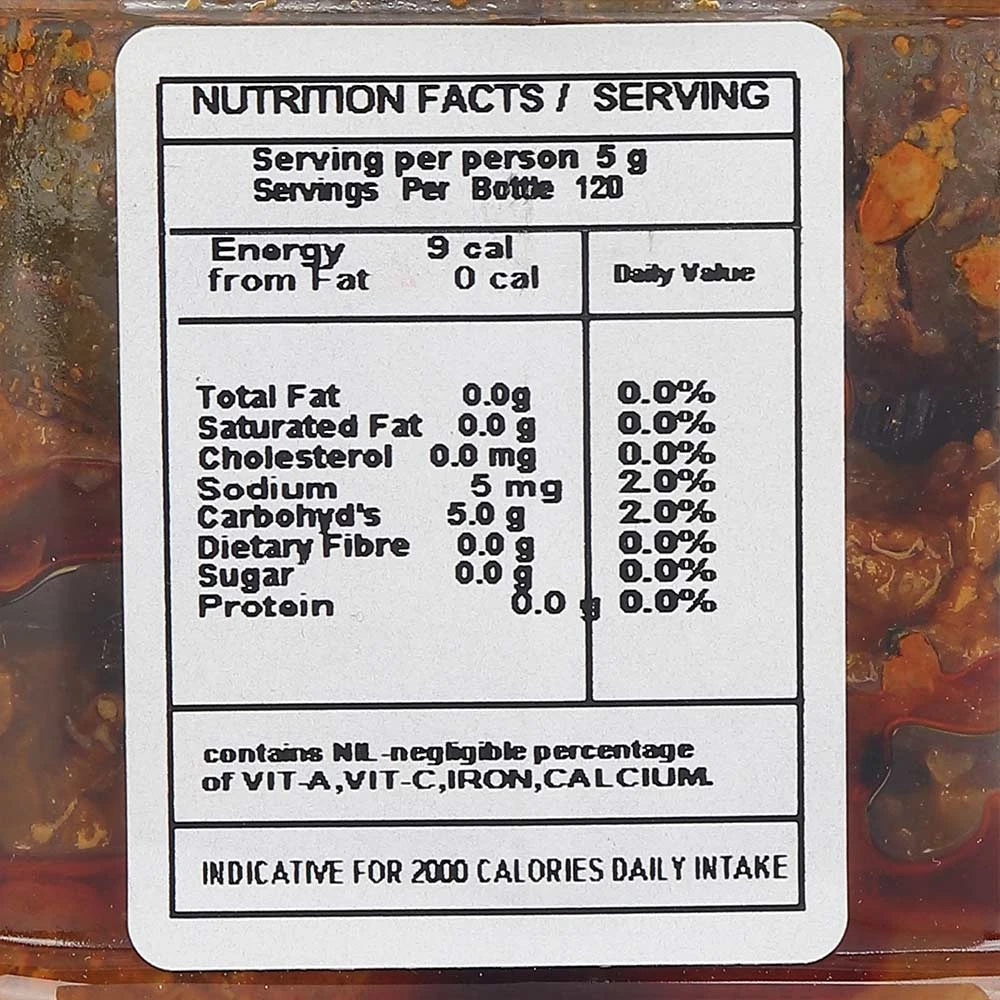 NUTRITION FACTS / SERVING
Serving per person 5 g
Servings Per Bottle 120
Energy 9 cal
from Fat 0 cal
Daily Value
Total Fat 0.0g 0.0%
Saturated Fat 0.0 g 0.0%
Cholesterol 0.0 mg 0.0%
Sodium 5 mg 2.0%
Carbohyd's 5.0 g 2.0%
Dietary Fibre 0.0 g 0.0%
Sugar 0.0 g 0.0%
Protein 0.0 g 0.0%
contains NIL-negligible percentage
of VIT-A,VIT-C,IRON,CALCIUM.
INDICATIVE FOR 2000 CALORIES DAILY INTAKE